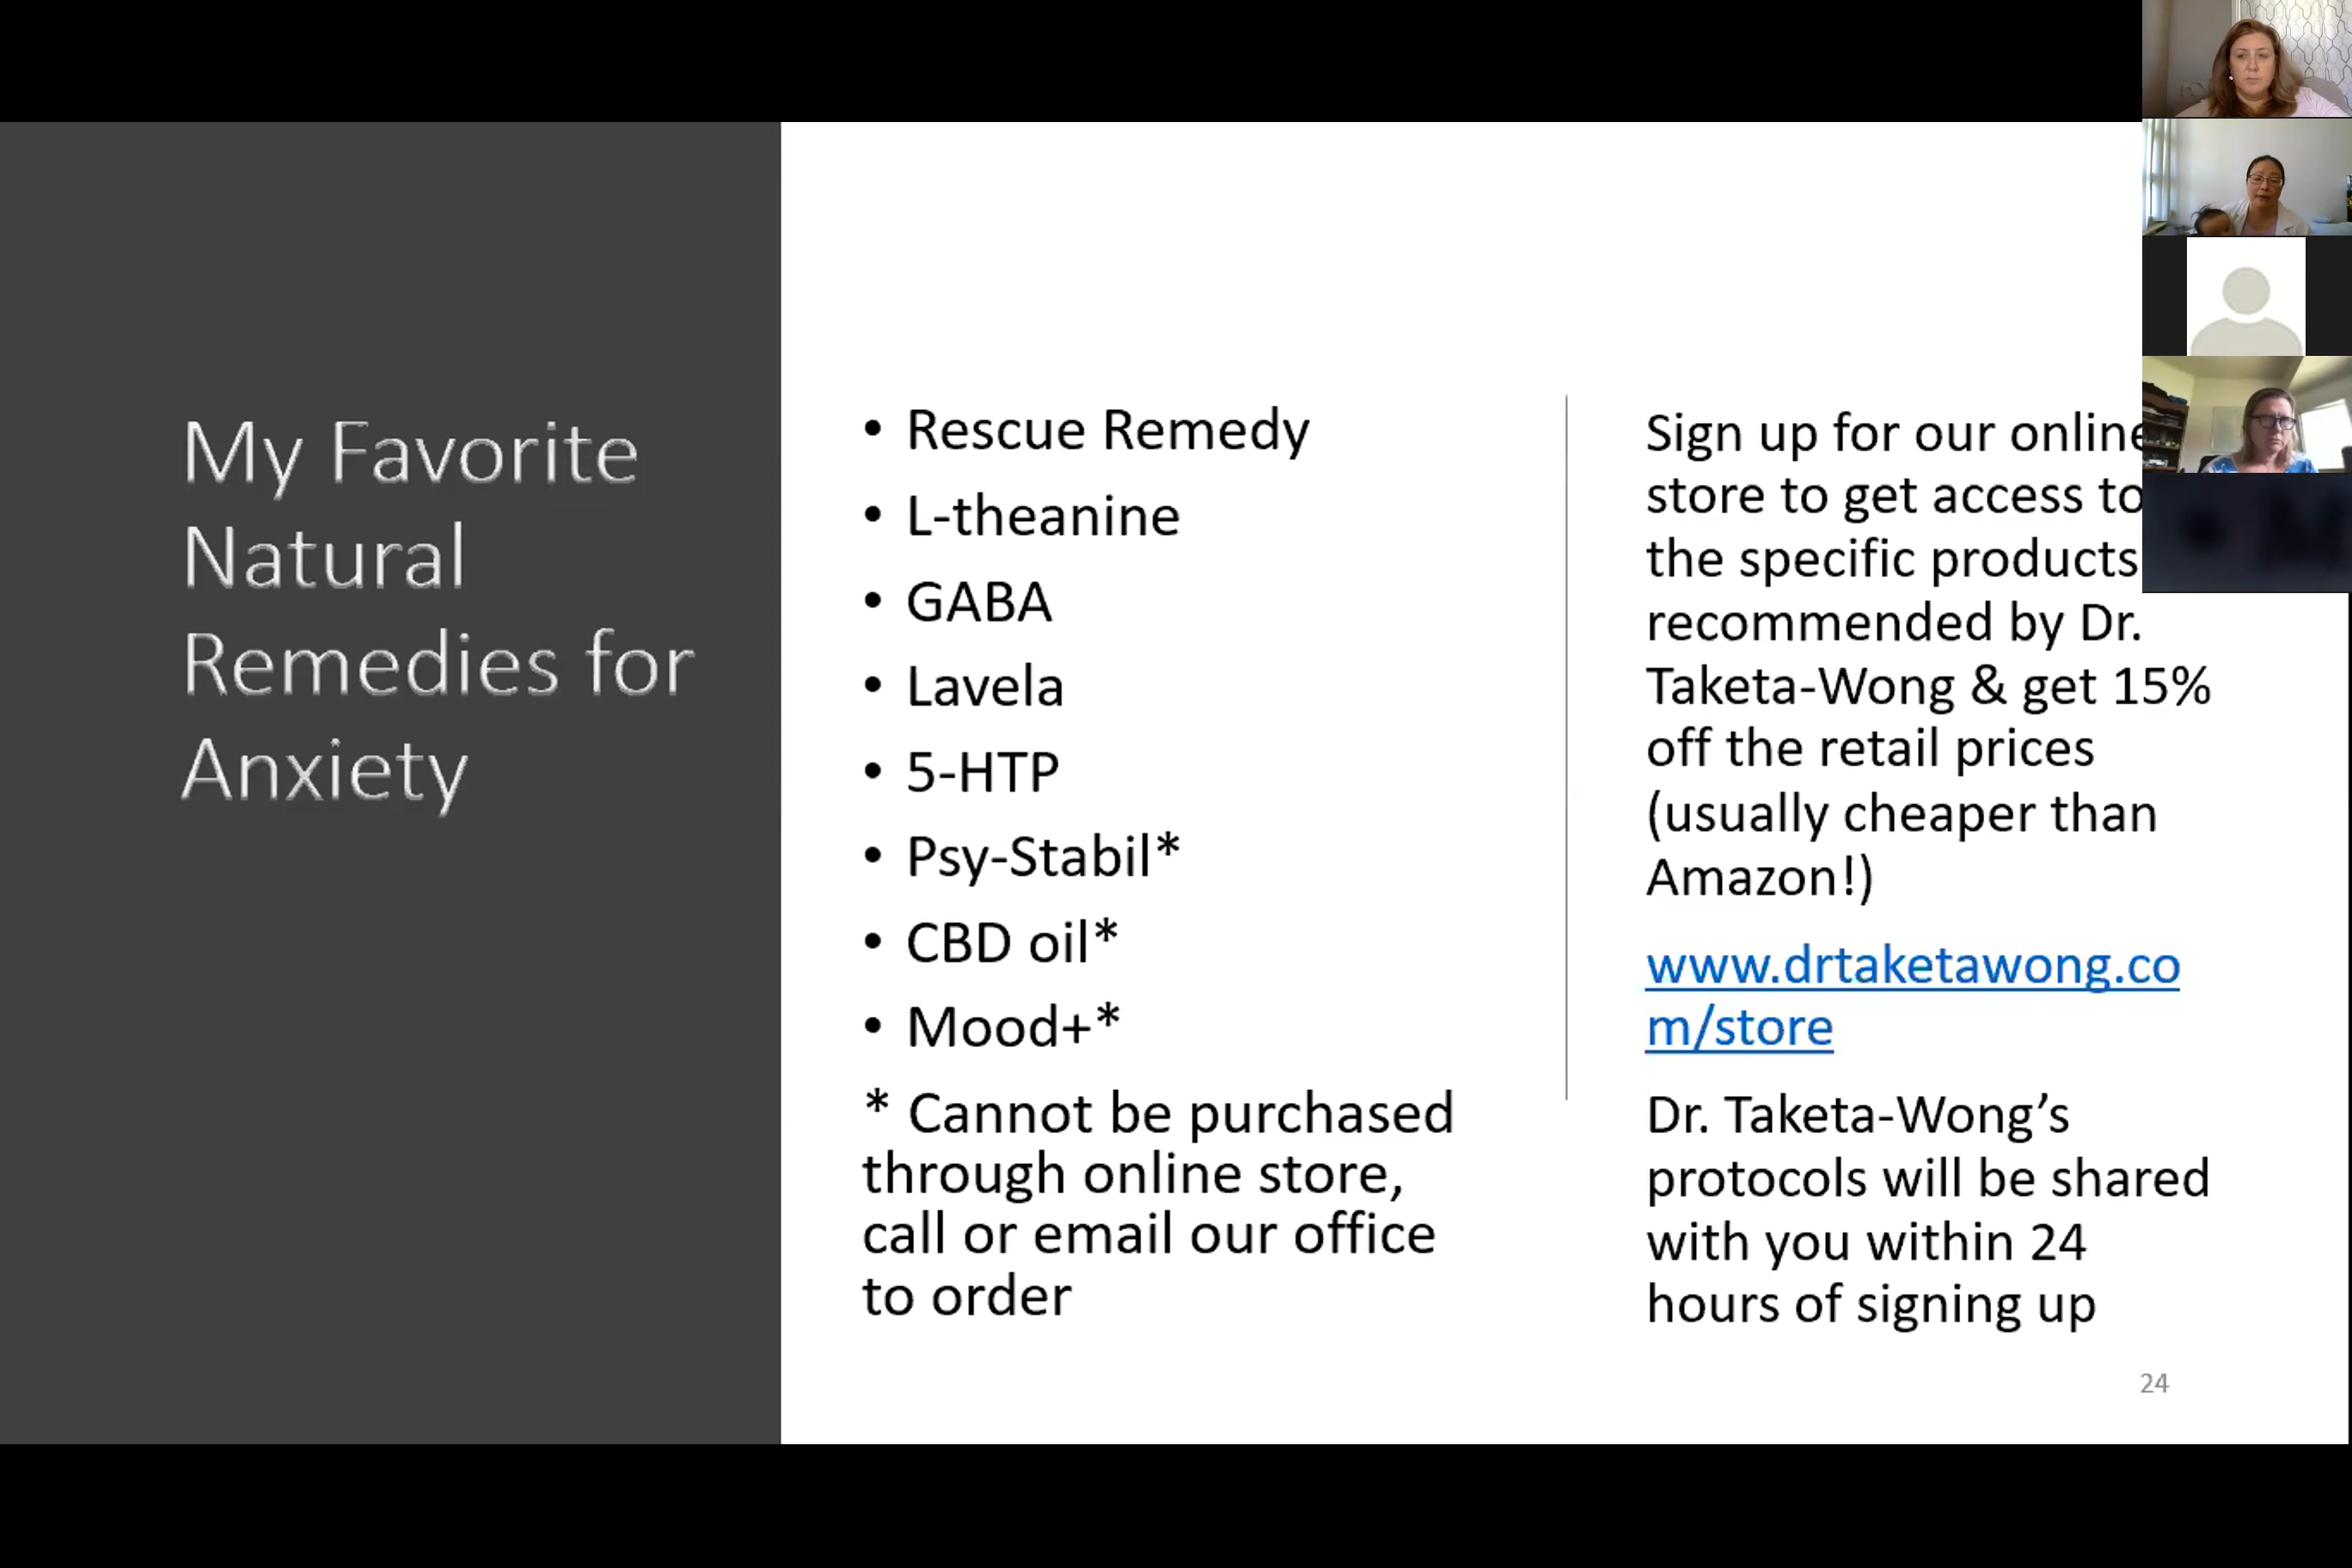 My Favorite
Natural
Remedies for
Anxiety
• Rescue Remedy
• L-theanine
• GABA
• Lavela
• 5-HTP
• Psy-Stabil*
• CBD oil*
• Mood+*
* Cannot be purchased
through online store,
call or email our office
to order
Sign up for our online
store to get access to
the specific products
recommended by Dr.
Taketa-Wong & get 15%
off the retail prices
(usually cheaper than
Amazon!)
www.drtaketawong.co
m/store
Dr. Taketa-Wong’s
protocols will be shared
with you within 24
hours of signing up
24